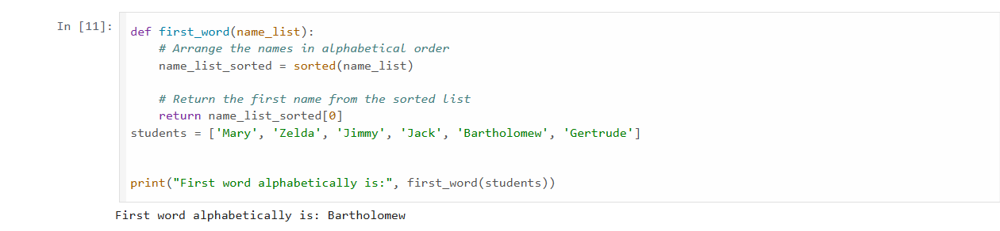 In [11]:
def first_word(name_list):
    # Arrange the names in alphabetical order
    name_list_sorted = sorted(name_list)
    # Return the first name from the sorted list
    return name_list_sorted[0]
students = ['Mary', 'Zelda', 'Jimmy', 'Jack', 'Bartholomew', 'Gertrude']
print("First word alphabetically is:", first_word(students))
First word alphabetically is: Bartholomew